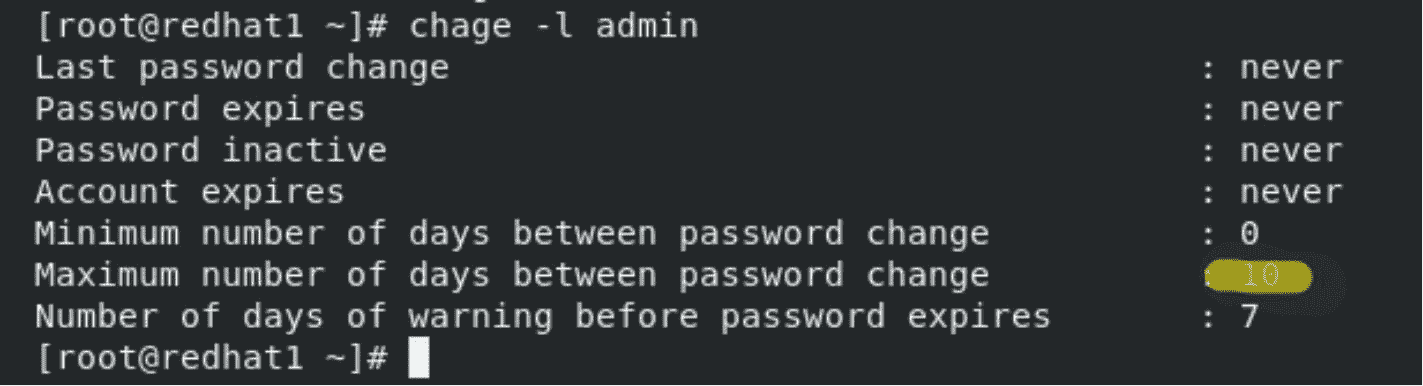 [root@redhat1 ~]# chage -l admin
Last password change : never
Password expires : never
Password inactive : never
Account expires : never
Minimum number of days between password change : 0
Maximum number of days between password change : 10
Number of days of warning before password expires : 7
[root@redhat1 ~]#